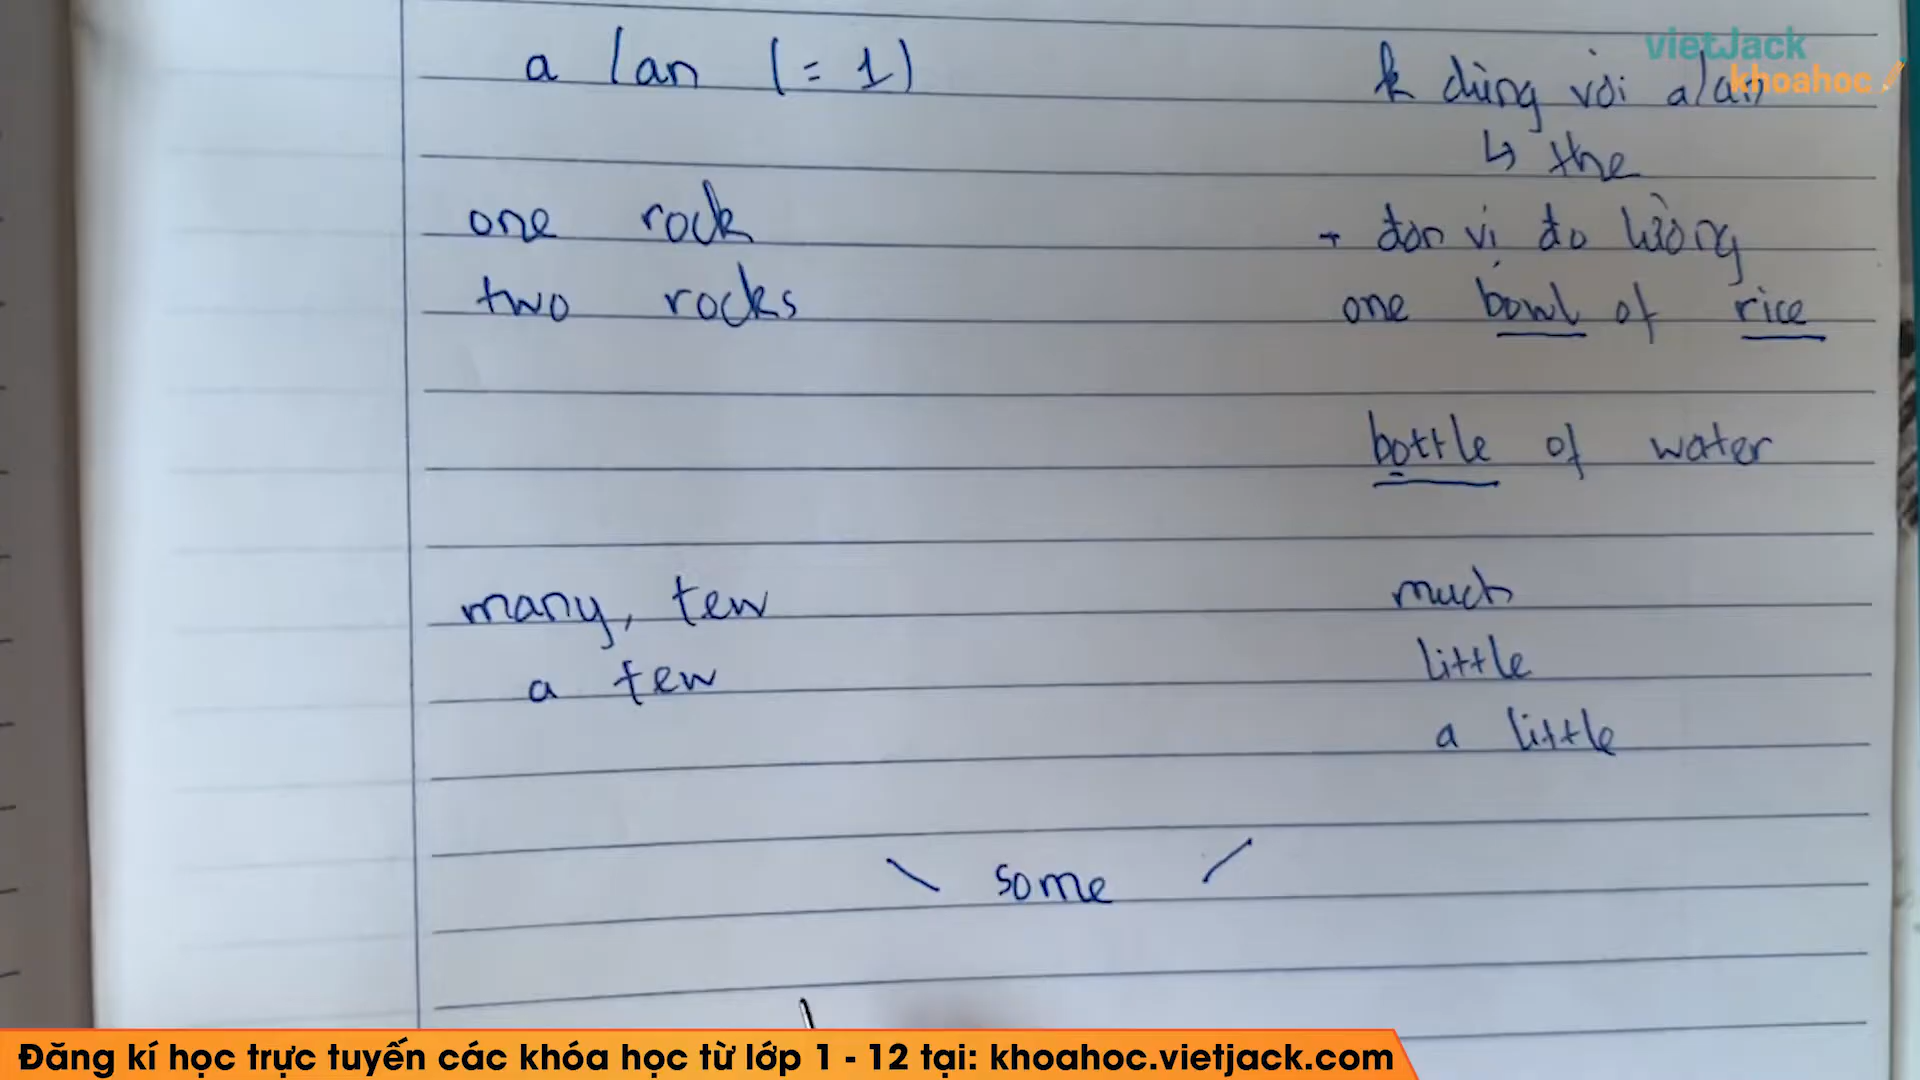 vietJack
khoahoc
a / an (= 1)
k dùng với a/an
↳ the
one rock
+ đơn vị đo lường
two rocks
one bowl of rice
bottle of water
many, few
much
a few
little
a little
some
Đăng kí học trực tuyến các khóa học từ lớp 1 - 12 tại: khoahoc.vietjack.com